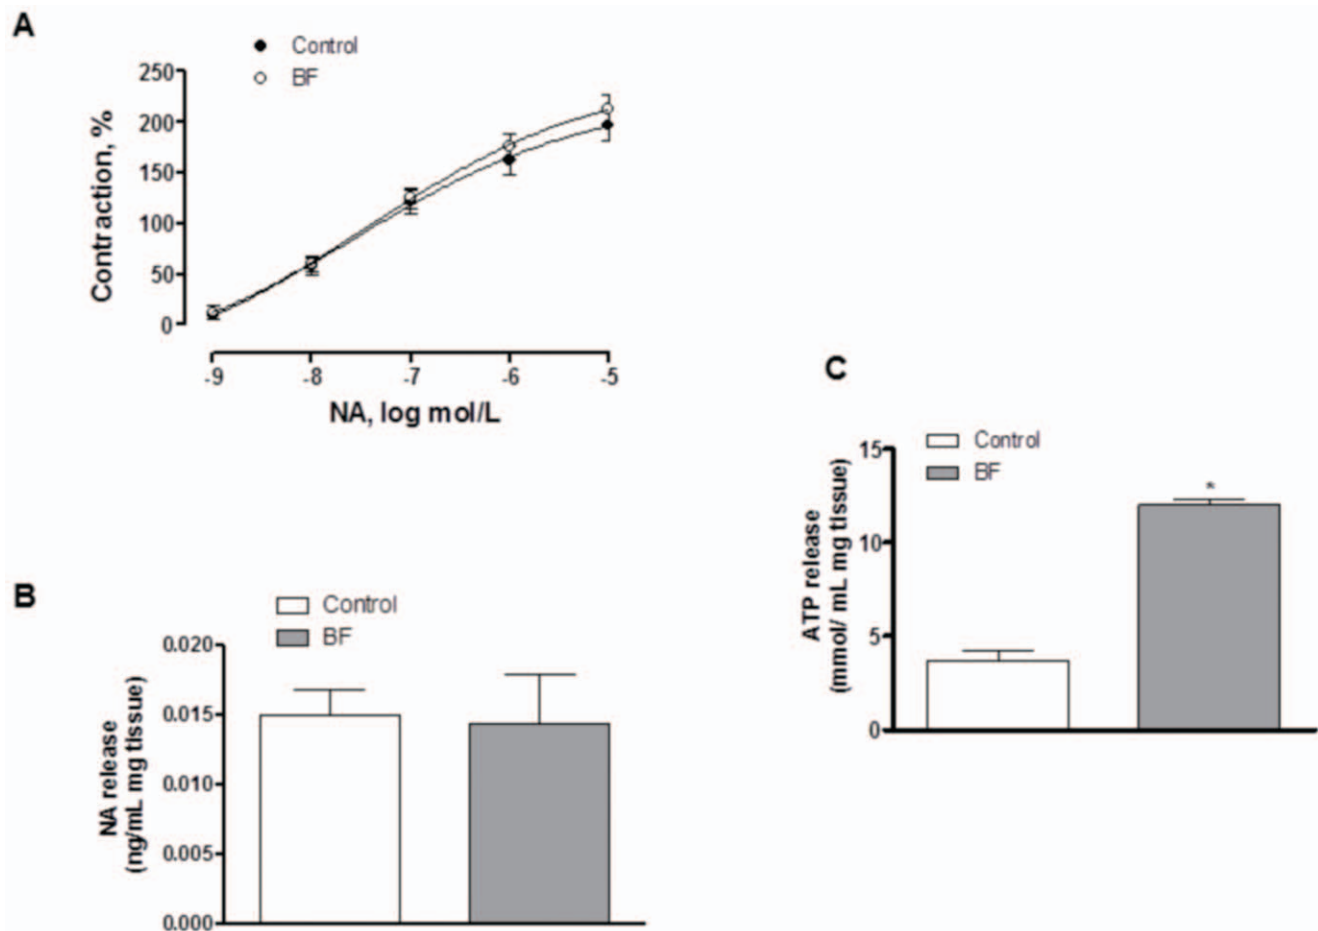 A
Control
BF
250
200
150
100
50
0
Contraction, %
-9 -8 -7 -6 -5
NA, log mol/L
B
Control
BF
0.020
0.015
0.010
0.005
0.000
NA release
(ng/mL mg tissue)
C
Control
BF
15
10
5
0
ATP release
(mmol/ mL mg tissue)
*